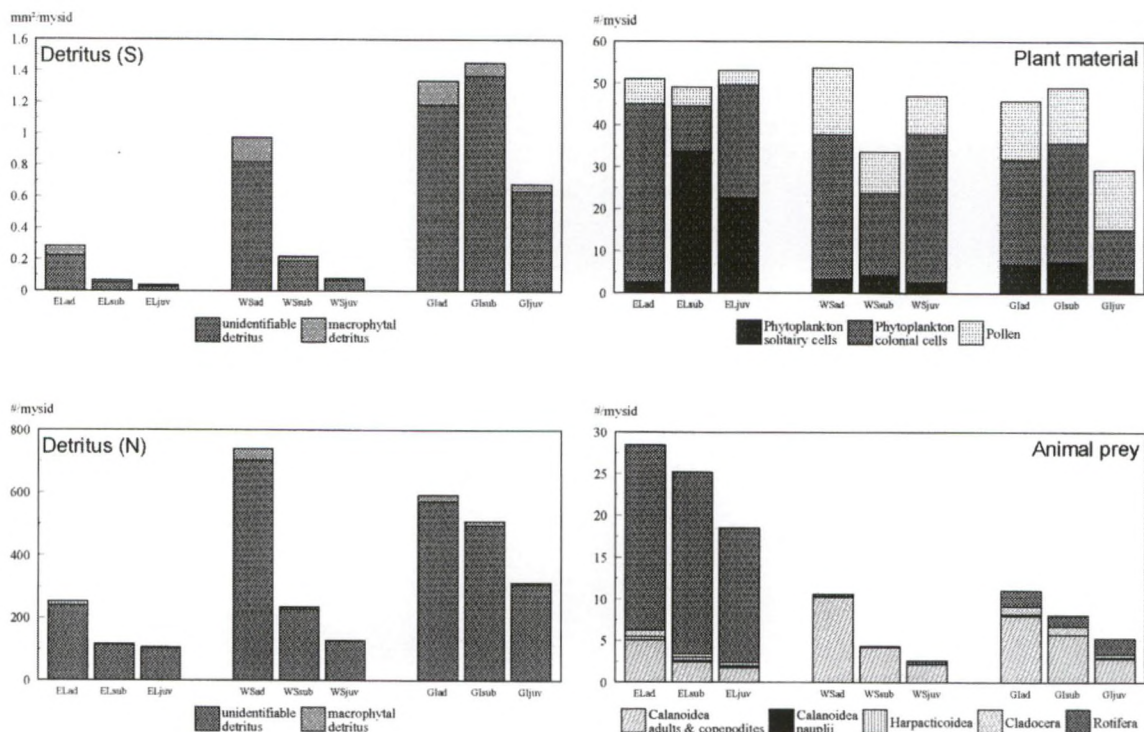 mm²/mysid
Detritus (S)
1.6
1.4
1.2
1
0.8
0.6
0.4
0.2
0
ELad ELsub ELjuv WSad WSsub WSjuv GIad GIsub GIjuv
unidentifiable detritus
macrophytal detritus
#/mysid
Plant material
60
50
40
30
20
10
0
ELad ELsub ELjuv WSad WSsub WSjuv GIad GIsub GIjuv
Phytoplankton solitairy cells
Phytoplankton colonial cells
Pollen
#/mysid
Detritus (N)
800
600
400
200
0
ELad ELsub ELjuv WSad WSsub WSjuv GIad GIsub GIjuv
unidentifiable detritus
macrophytal detritus
#/mysid
Animal prey
30
25
20
15
10
5
0
ELad ELsub ELjuv WSad WSsub WSjuv GIad GIsub GIjuv
Calanoidea adults & copepodites
Calanoidea nauplii
Harpacticoidea
Cladocera
Rotifera